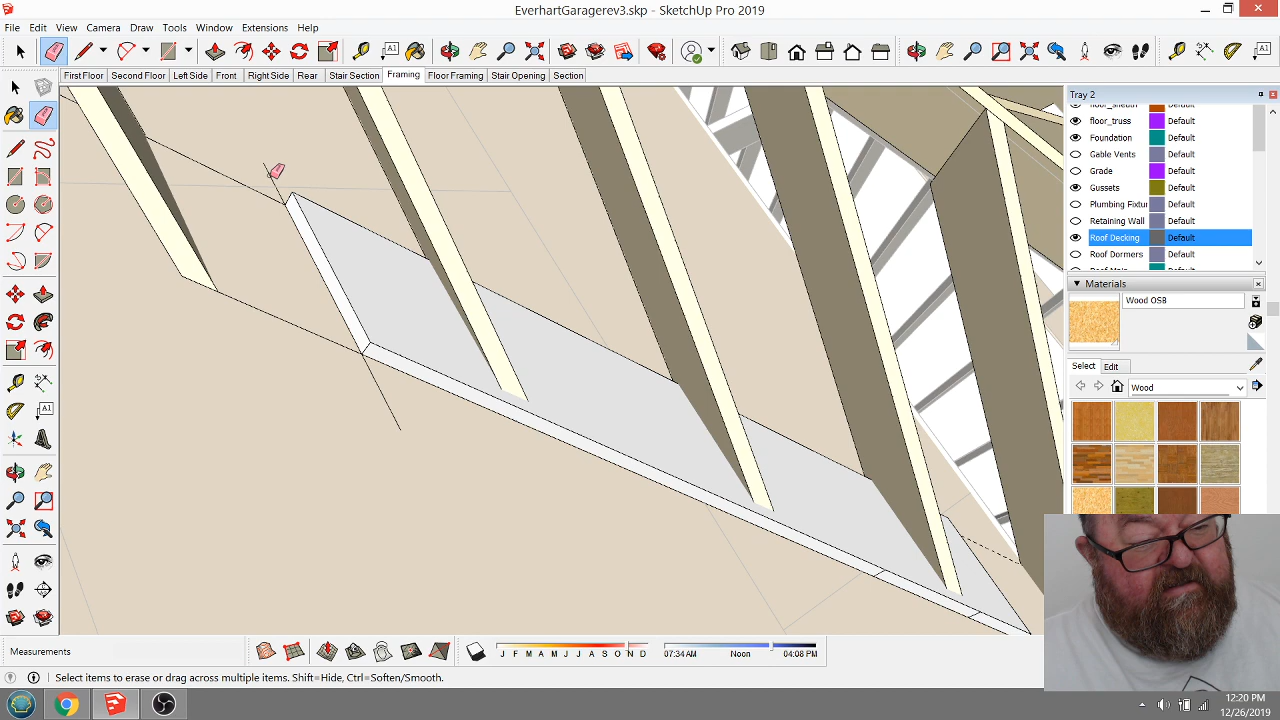 EverhartGaragerev3.skp - SketchUp Pro 2019
File Edit View Camera Draw Tools Window Extensions Help
First Floor Second Floor Left Side Front Right Side Rear Stair Section Framing Floor Framing Stair Opening Section
Tray 2
floor_sheath Default
floor_truss Default
Foundation Default
Gable Vents Default
Grade Default
Gussets Default
Plumbing Fixtu Default
Retaining Wall Default
Roof Decking Default
Roof Dormers Default
Materials
Wood OSB
Select Edit
Wood
Measurements
J F M A M J J A S O N D
07:34 AM Noon 04:08 PM
Select items to erase or drag across multiple items. Shift=Hide, Ctrl=Soften/Smooth.
12:20 PM
12/26/2019